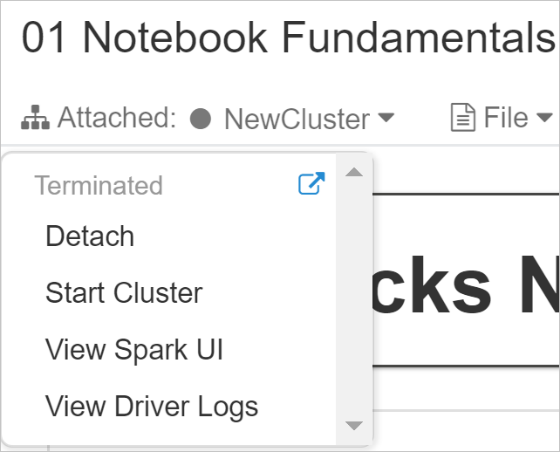 01 Notebook Fundamentals
Attached: NewCluster File
Terminated
Detach
Start Cluster
cks N
View Spark UI
View Driver Logs